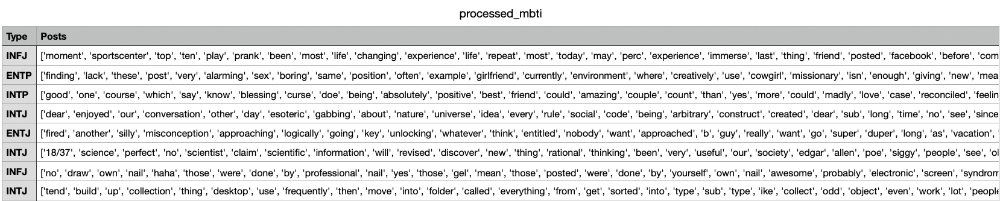 processed_mbti
Type Posts
INFJ ['moment', 'sportscenter', 'top', 'ten', 'play', 'prank', 'been', 'most', 'life', 'changing', 'experience', 'life', 'repeat', 'most', 'today', 'may', 'perc', 'experience', 'immerse', 'last', 'thing', 'friend', 'posted', 'facebook', 'before', 'com
ENTP ['finding', 'lack', 'these', 'post', 'very', 'alarming', 'sex', 'boring', 'same', 'position', 'often', 'example', 'girlfriend', 'currently', 'environment', 'where', 'creatively', 'use', 'cowgirl', 'missionary', 'isn', 'enough', 'giving', 'new', 'mea
INTP ['good', 'one', 'course', 'which', 'say', 'know', 'blessing', 'curse', 'doe', 'being', 'absolutely', 'positive', 'best', 'friend', 'could', 'amazing', 'couple', 'count', 'than', 'yes', 'more', 'could', 'madly', 'love', 'case', 'reconciled', 'feelin
INTJ ['dear', 'enjoyed', 'our', 'conversation', 'other', 'day', 'esoteric', 'gabbing', 'about', 'nature', 'universe', 'idea', 'every', 'rule', 'social', 'code', 'being', 'arbitrary', 'construct', 'created', 'dear', 'sub', 'long', 'time', 'no', 'see', 'since
ENTJ ['fired', 'another', 'silly', 'misconception', 'approaching', 'logically', 'going', 'key', 'unlocking', 'whatever', 'think', 'entitled', 'nobody', 'want', 'approached', 'b', 'guy', 'really', 'want', 'go', 'super', 'duper', 'long', 'as', 'vacation', '
INTJ ['18/37', 'science', 'perfect', 'no', 'scientist', 'claim', 'scientific', 'information', 'will', 'revised', 'discover', 'new', 'thing', 'rational', 'thinking', 'been', 'very', 'useful', 'our', 'society', 'edgar', 'allen', 'poe', 'siggy', 'people', 'see', 'ol
INFJ ['no', 'draw', 'own', 'nail', 'haha', 'those', 'were', 'done', 'by', 'professional', 'nail', 'yes', 'those', 'gel', 'mean', 'those', 'posted', 'were', 'done', 'by', 'yourself', 'own', 'nail', 'awesome', 'probably', 'electronic', 'screen', 'syndrom
INTJ ['tend', 'build', 'up', 'collection', 'thing', 'desktop', 'use', 'frequently', 'then', 'move', 'into', 'folder', 'called', 'everything', 'from', 'get', 'sorted', 'into', 'type', 'sub', 'type', 'ike', 'collect', 'odd', 'object', 'even', 'work', 'lot', 'people